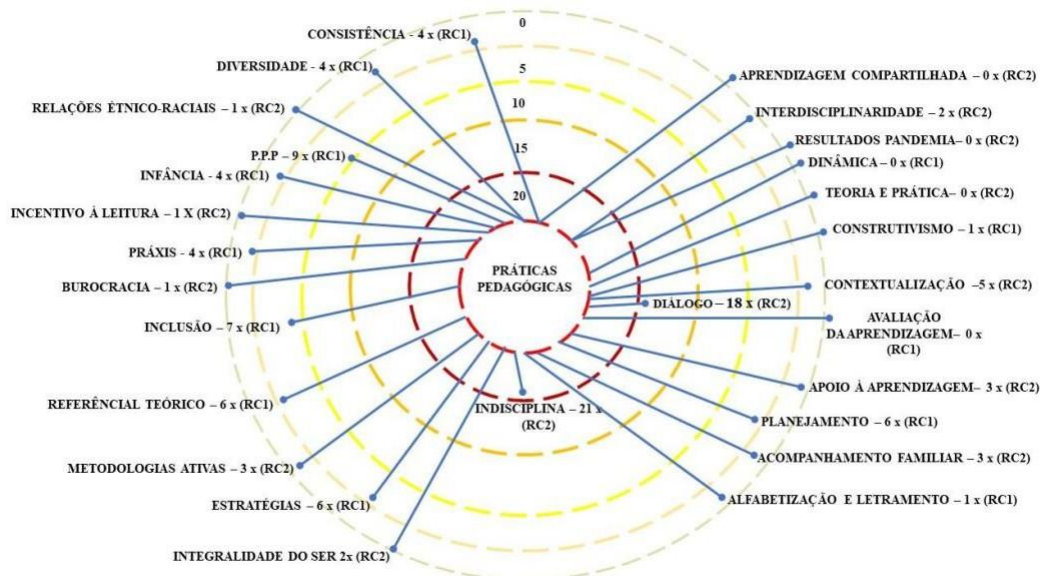 0
5
10
15
20
CONSISTÊNCIA - 4 x (RC1)
DIVERSIDADE - 4 x (RC1)
RELAÇÕES ÉTNICO-RACIAIS – 1 x (RC2)
P.P.P – 9 x (RC1)
INFÂNCIA - 4 x (RC1)
INCENTIVO À LEITURA – 1 X (RC2)
PRÁXIS - 4 x (RC1)
BUROCRACIA – 1 x (RC2)
INCLUSÃO – 7 x (RC1)
REFERÊNCIAL TEÓRICO – 6 x (RC1)
METODOLOGIAS ATIVAS – 3 x (RC2)
ESTRATÉGIAS – 6 x (RC1)
INTEGRALIDADE DO SER 2x (RC2)
PRÁTICAS
PEDAGÓGICAS
INDISCIPLINA – 21 x
(RC2)
APRENDIZAGEM COMPARTILHADA – 0 x (RC2)
INTERDISCIPLINARIDADE – 2 x (RC2)
RESULTADOS PANDEMIA– 0 x (RC2)
DINÂMICA – 0 x (RC1)
TEORIA E PRÁTICA– 0 x (RC2)
CONSTRUTIVISMO – 1 x (RC1)
CONTEXTUALIZAÇÃO –5 x (RC2)
DIÁLOGO – 18 x (RC2)
AVALIAÇÃO
DA APRENDIZAGEM– 0 x
(RC1)
APOIO À APRENDIZAGEM– 3 x (RC2)
PLANEJAMENTO – 6 x (RC1)
ACOMPANHAMENTO FAMILIAR – 3 x (RC2)
ALFABETIZAÇÃO E LETRAMENTO – 1 x (RC1)